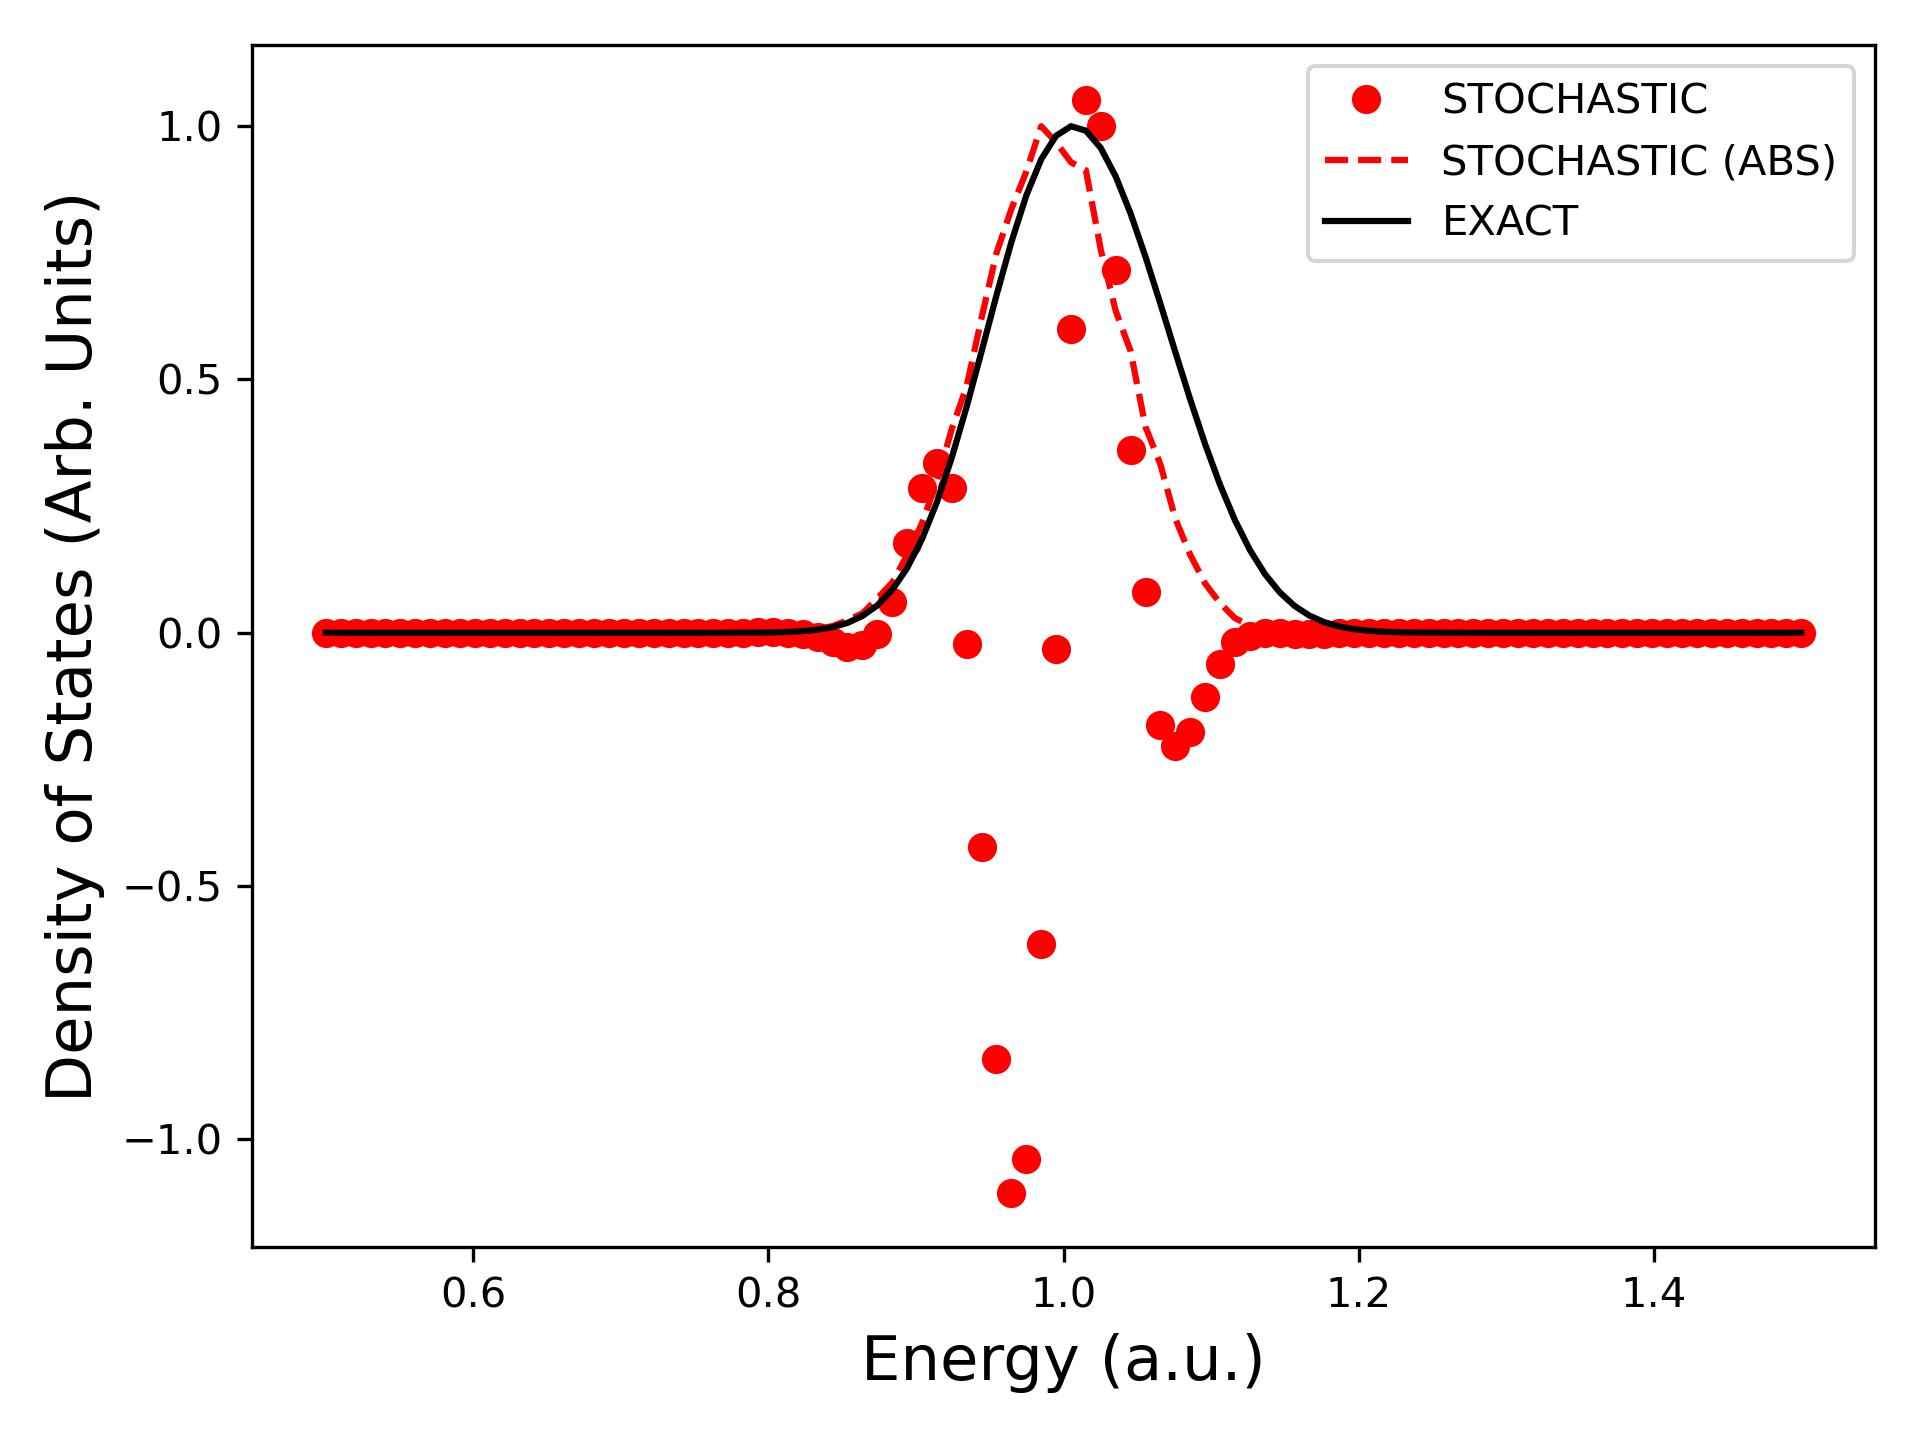 STOCHASTIC
STOCHASTIC (ABS)
EXACT
Density of States (Arb. Units)
1.0
0.5
0.0
−0.5
−1.0
0.6 0.8 1.0 1.2 1.4
Energy (a.u.)